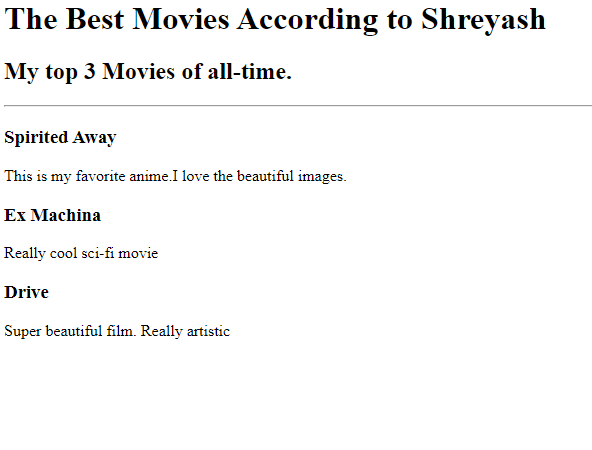 The Best Movies According to Shreyash
My top 3 Movies of all-time.
Spirited Away
This is my favorite anime.I love the beautiful images.
Ex Machina
Really cool sci-fi movie
Drive
Super beautiful film. Really artistic